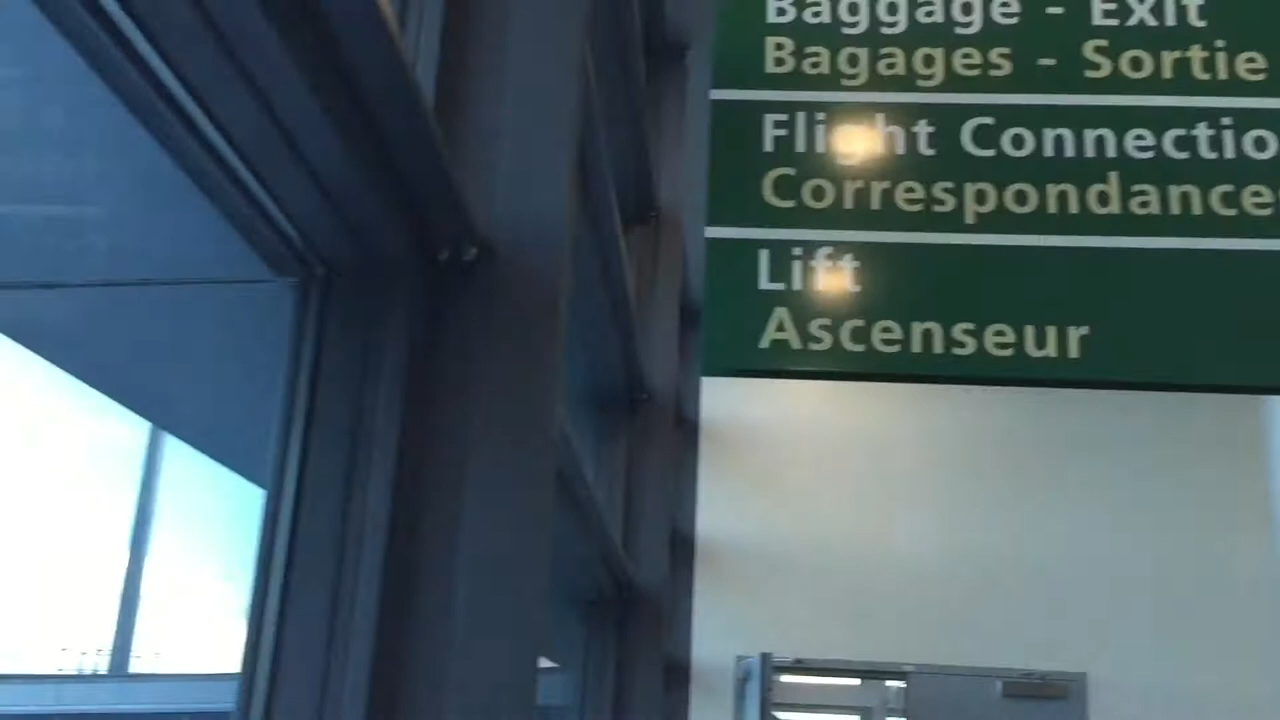 Baggage - Exit
Bagages - Sortie
Flight Connectio
Correspondance
Lift
Ascenseur